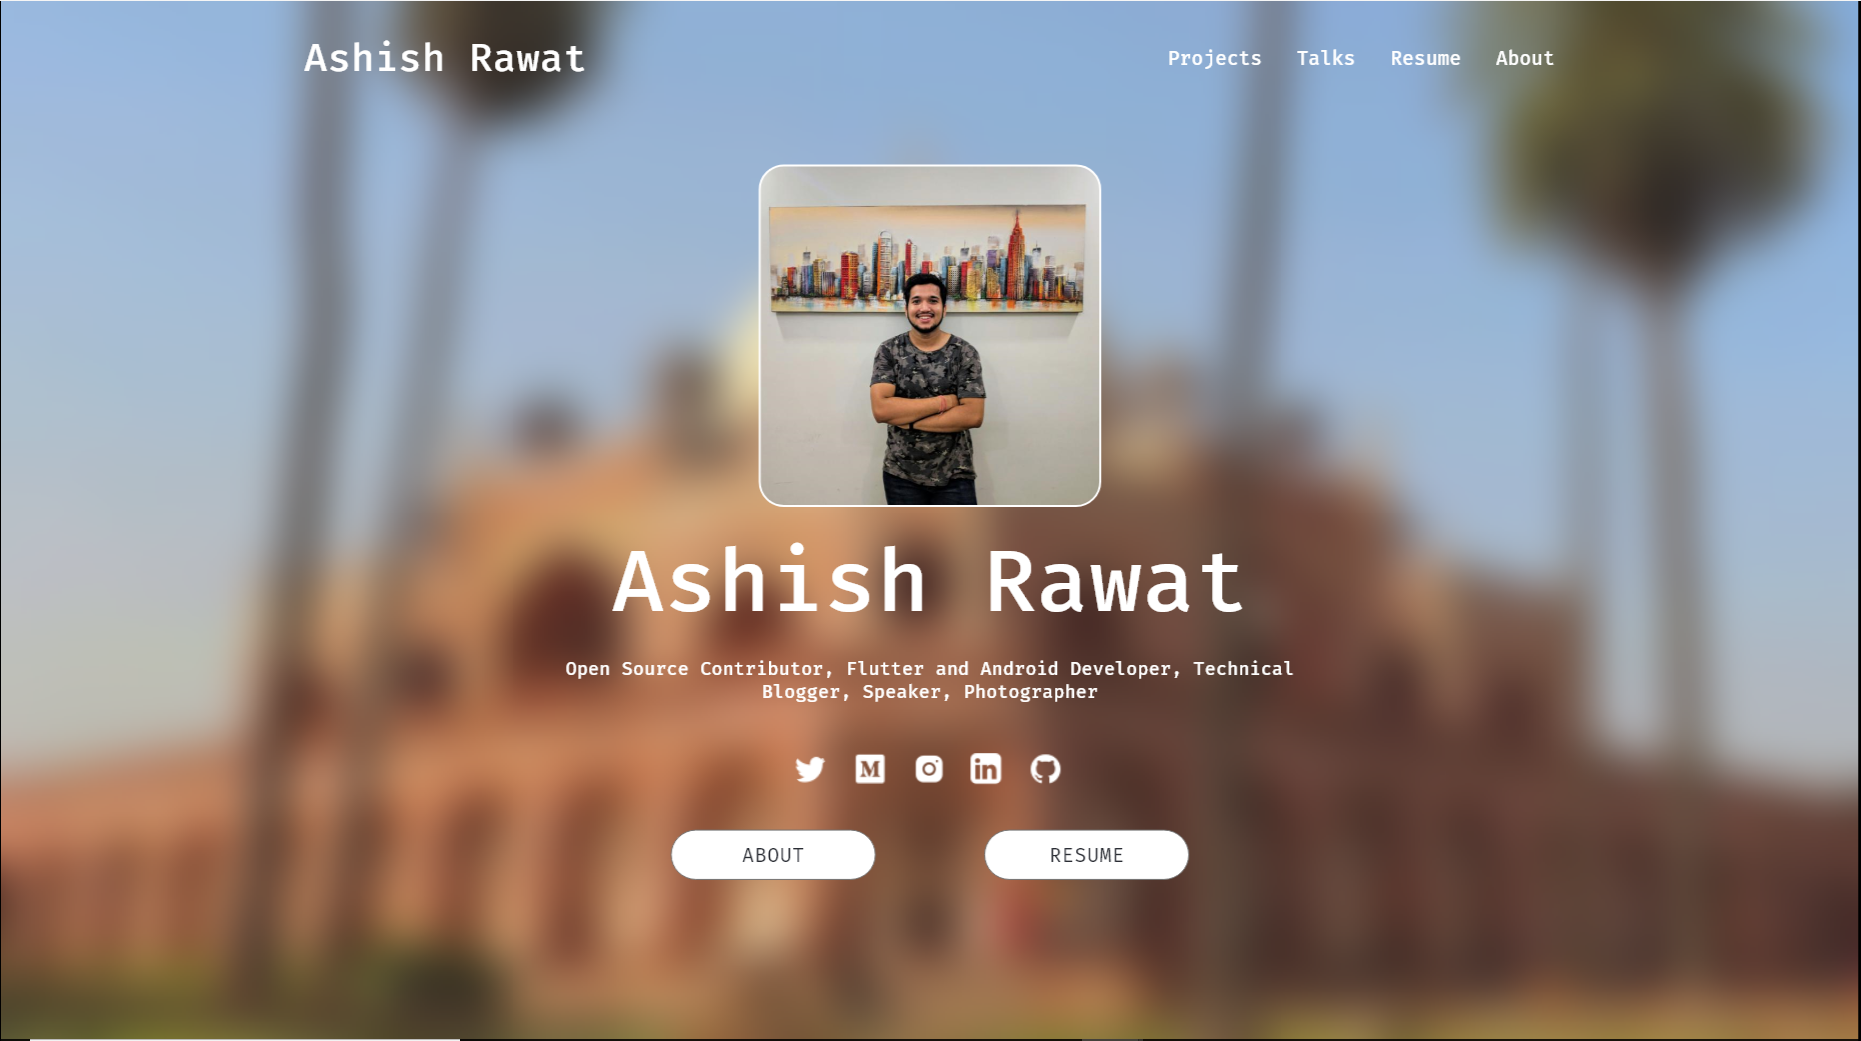 Ashish Rawat
Projects Talks Resume About
Ashish Rawat
Open Source Contributor, Flutter and Android Developer, Technical
Blogger, Speaker, Photographer
M
in
ABOUT
RESUME